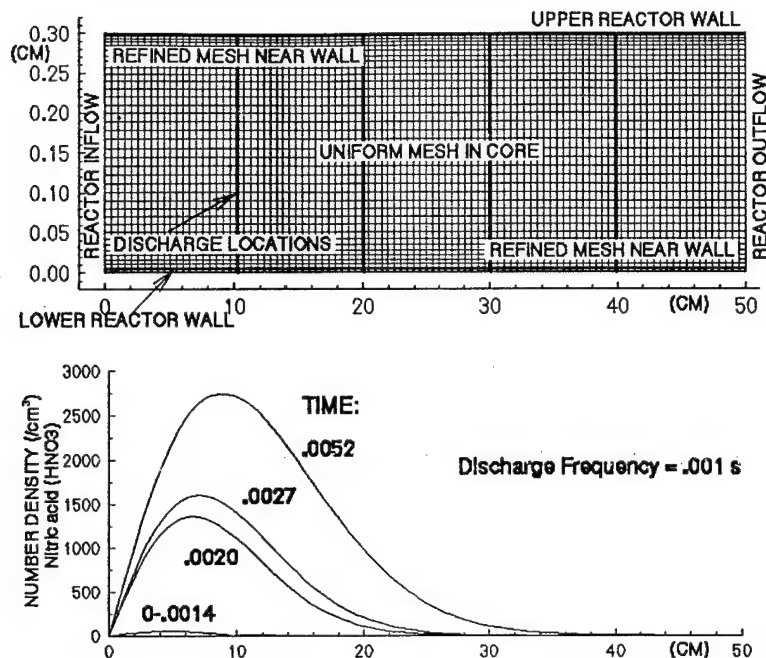 UPPER REACTOR WALL
0.30
(CM)
REFINED MESH NEAR WALL
0.25
0.20
0.15
UNIFORM MESH IN CORE
0.10
0.05
DISCHARGE LOCATIONS
REFINED MESH NEAR WALL
0.00
REACTOR INFLOW
REACTOR OUTFLOW
0 10 20 30 40 (CM) 50
LOWER REACTOR WALL
3000
2500
2000
1500
1000
500
0
NUMBER DENSITY (/cm³)
Nitric acid (HNO3)
TIME:
.0052
Discharge Frequency = .001 s
.0027
.0020
0-.0014
0 10 20 30 40 (CM) 50